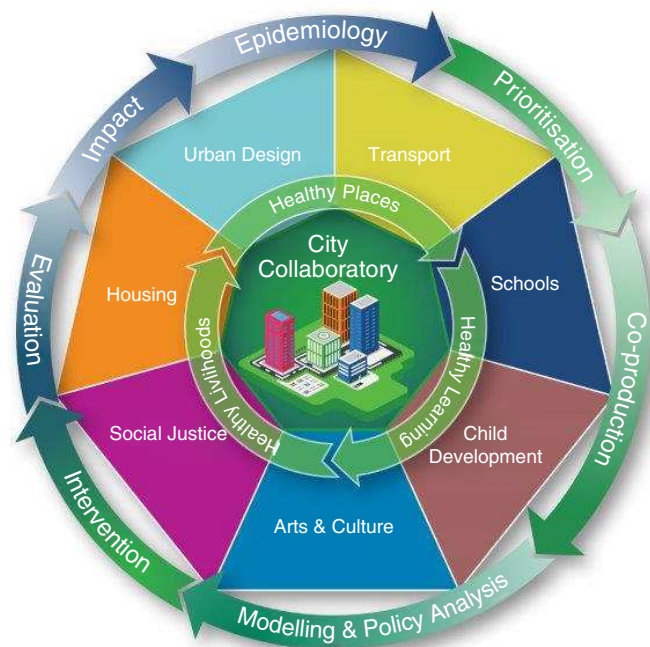 Epidemiology
Prioritisation
Co-production
Modelling & Policy Analysis
Intervention
Evaluation
Impact
Urban Design
Transport
Schools
Child
Development
Arts & Culture
Social Justice
Housing
Healthy Places
Healthy Learning
Healthy Livlihoods
City
Collaboratory